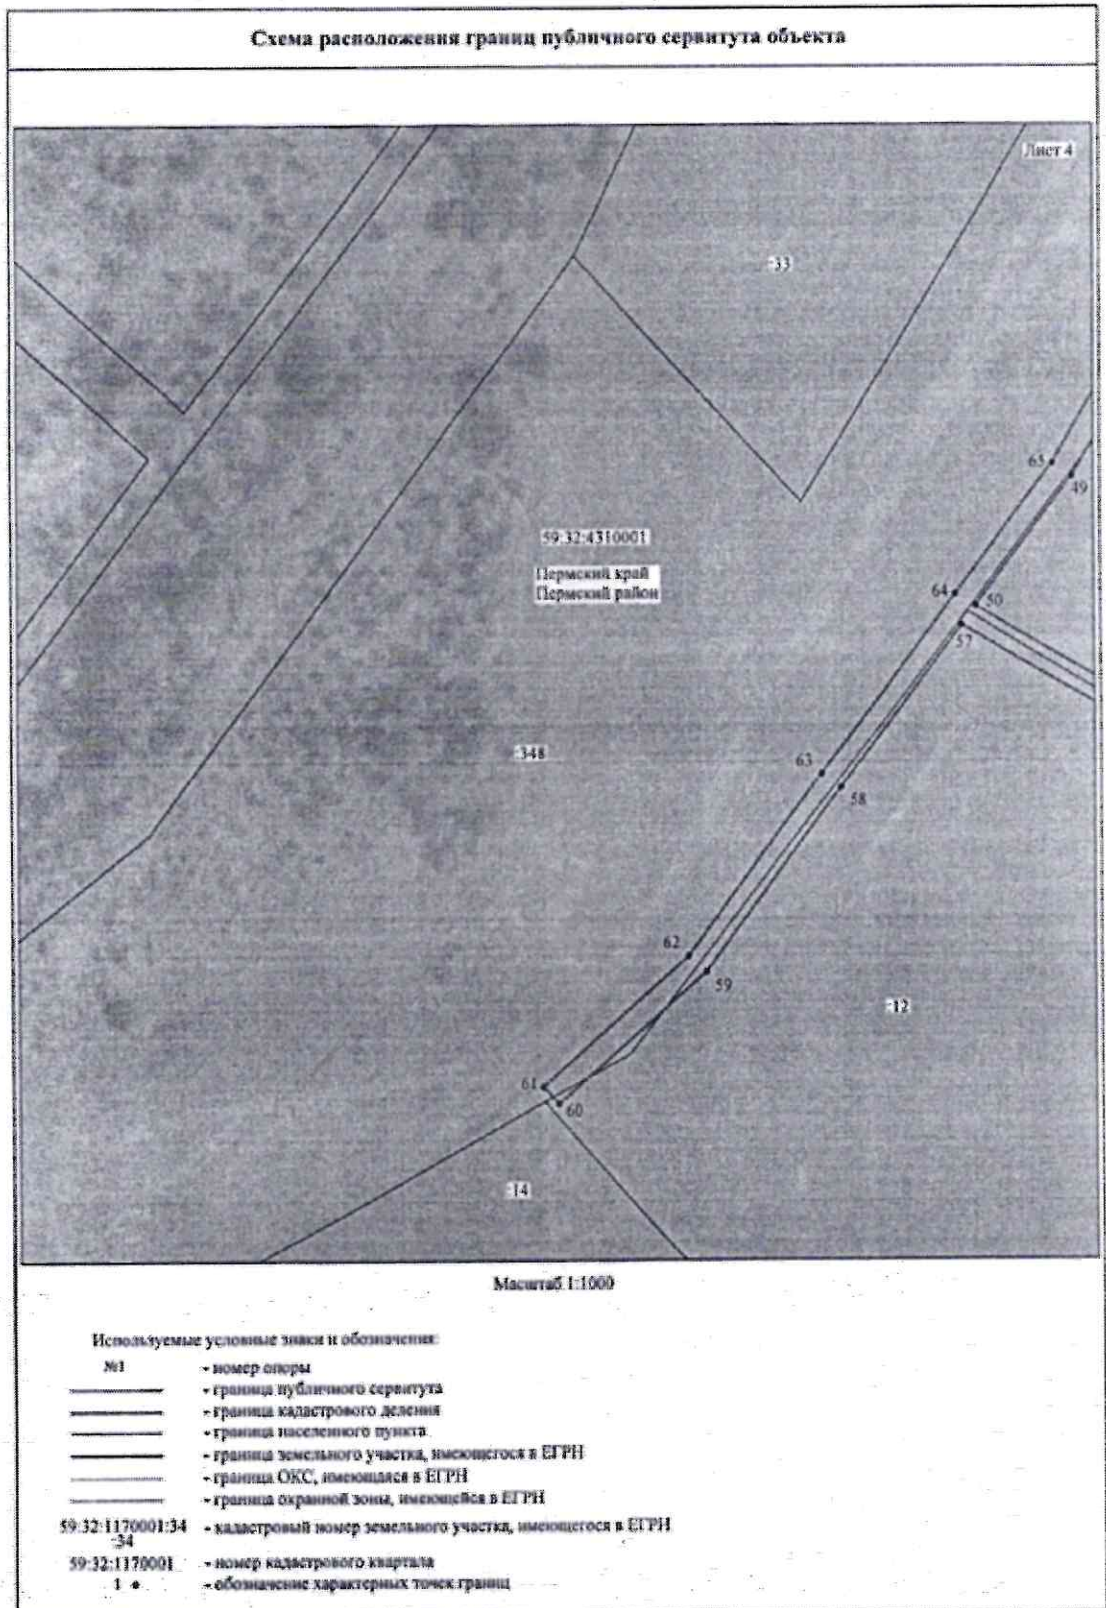 Схема расположения границ публичного сервитута объекта
Лист 4
:33
65
49
59:32:4310001
Пермский край
Пермский район
64
50
57
:348
63
58
62
59
:12
61
60
:14
Масштаб 1:1000
Используемые условные знаки и обозначения:
№1 - номер опоры
- граница публичного сервитута
- граница кадастрового деления
- граница населенного пункта
- граница земельного участка, имеющегося в ЕГРН
- граница ОКС, имеющаяся в ЕГРН
- граница охранной зоны, имеющейся в ЕГРН
59:32:1170001:34 - кадастровый номер земельного участка, имеющегося в ЕГРН
:34
59:32:1170001 - номер кадастрового квартала
1 - обозначение характерных точек границ